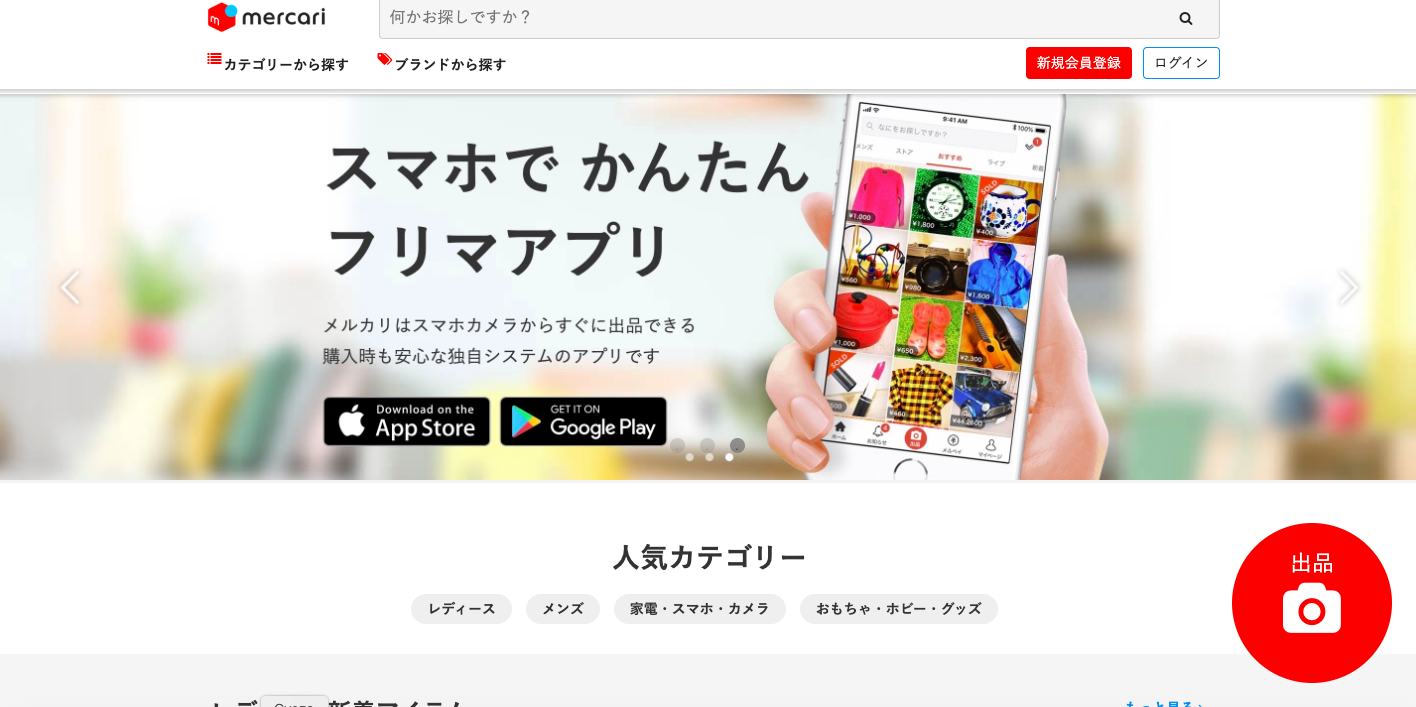 mercari
何かお探しですか？
カテゴリーから探す
ブランドから探す
新規会員登録
ログイン
スマホで かんたん
フリマアプリ
メルカリはスマホカメラからすぐに出品できる
購入時も安心な独自システムのアプリです
Download on the
App Store
GET IT ON
Google Play
9:41 AM
100%
なにをお探しですか？
メンズ
ストア
おすすめ
ライブ
新着
1
SOLD
¥1,000
¥1,800
¥400
¥980
¥1,800
¥650
¥2,300
SOLD
¥460
ホーム
お知らせ
4
出品
メルペイ
マイページ
人気カテゴリー
レディース
メンズ
家電・スマホ・カメラ
おもちゃ・ホビー・グッズ
出品
新着アイテム
もっと見る ›